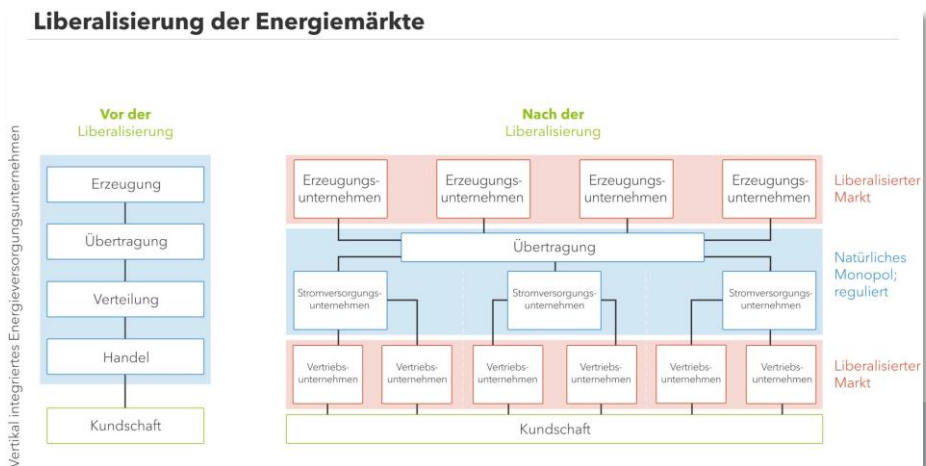 Liberalisierung der Energiemärkte
Vertikal integriertes Energieversorgungsunternehmen
Vor der
Liberalisierung
Erzeugung
Übertragung
Verteilung
Handel
Kundschaft
Nach der
Liberalisierung
Erzeugungs-
unternehmen
Erzeugungs-
unternehmen
Erzeugungs-
unternehmen
Erzeugungs-
unternehmen
Liberalisierter
Markt
Übertragung
Stromversorgungs-
unternehmen
Stromversorgungs-
unternehmen
Stromversorgungs-
unternehmen
Natürliches
Monopol;
reguliert
Vertriebs-
unternehmen
Vertriebs-
unternehmen
Vertriebs-
unternehmen
Vertriebs-
unternehmen
Vertriebs-
unternehmen
Vertriebs-
unternehmen
Liberalisierter
Markt
Kundschaft